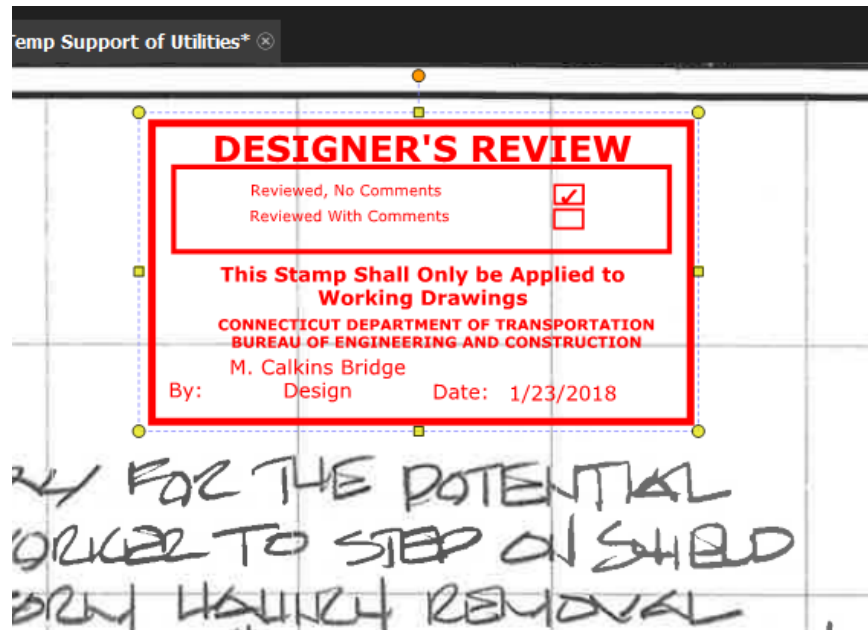 emp Support of Utilities*
DESIGNER'S REVIEW
Reviewed, No Comments
Reviewed With Comments
This Stamp Shall Only be Applied to
Working Drawings
CONNECTICUT DEPARTMENT OF TRANSPORTATION
BUREAU OF ENGINEERING AND CONSTRUCTION
M. Calkins Bridge
By: Design Date: 1/23/2018
FOR THE POTENTIAL
ORKER TO STEP ON SHIELD
HAUNCH REMOVAL